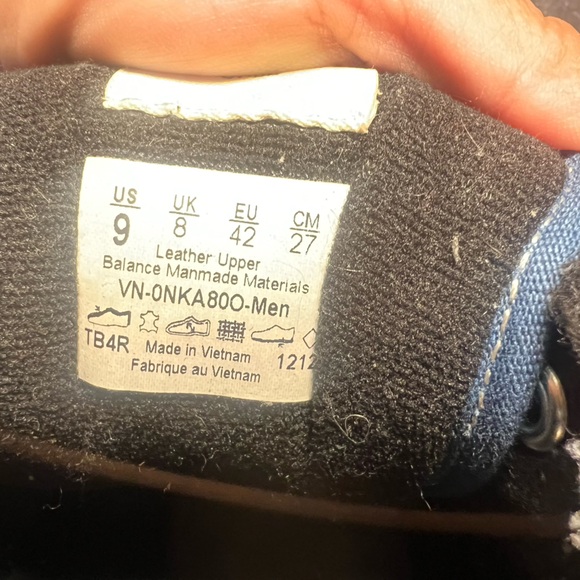 US UK EU CM
9 8 42 27
Leather Upper
Balance Manmade Materials
VN-0NKA80O-Men
TB4R Made in Vietnam 1212
Fabrique au Vietnam